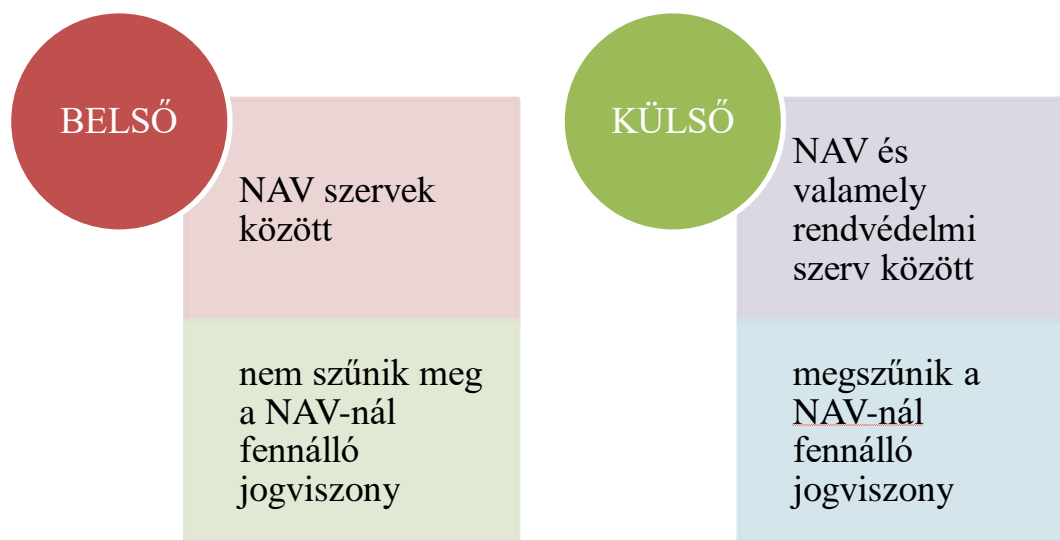 BELSŐ
NAV szervek
között
nem szűnik meg
a NAV-nál
fennálló
jogviszony
KÜLSŐ
NAV és
valamely
rendvédelmi
szerv között
megszűnik a
NAV-nál
fennálló
jogviszony